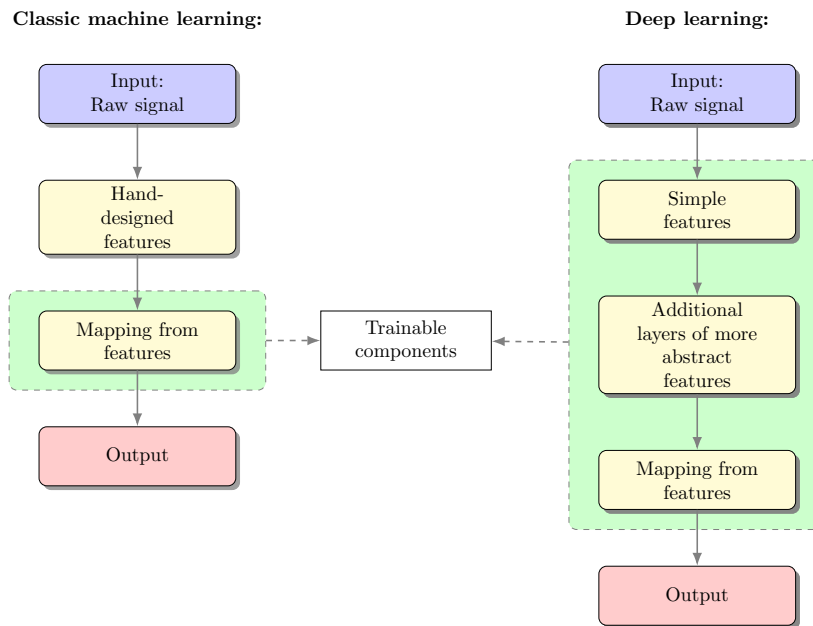 Classic machine learning:
Input:
Raw signal
Hand-
designed
features
Mapping from
features
Output
Trainable
components
Deep learning:
Input:
Raw signal
Simple
features
Additional
layers of more
abstract
features
Mapping from
features
Output